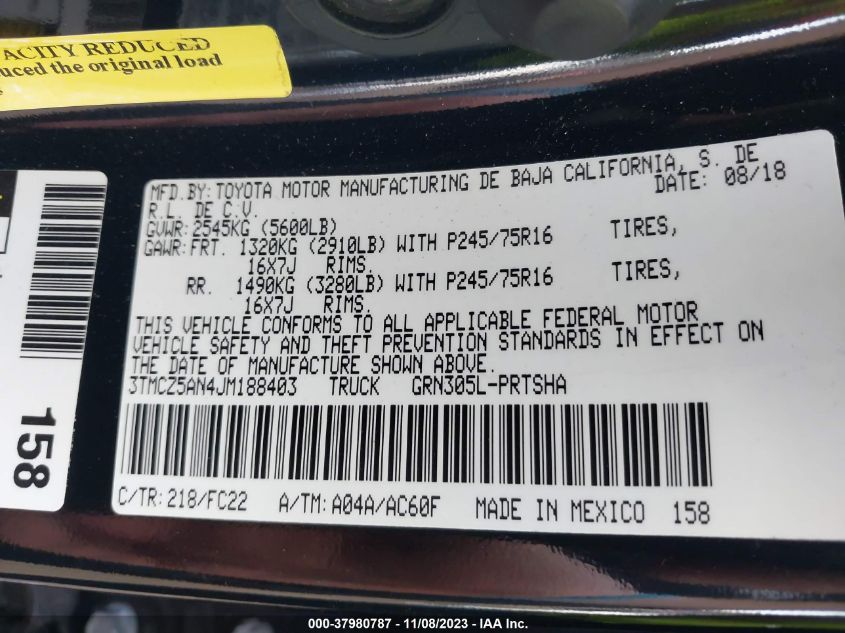 ACITY REDUCED
uced the original load
MFD.BY:TOYOTA MOTOR MANUFACTURING DE BAJA CALIFORNIA, S. DE
R.L. DE C.V. DATE: 08/18
GVWR:2545KG (5600LB)
GAWR:FRT. 1320KG (2910LB) WITH P245/75R16 TIRES,
16X7J RIMS.
RR. 1490KG (3280LB) WITH P245/75R16 TIRES,
16X7J RIMS.
THIS VEHICLE CONFORMS TO ALL APPLICABLE FEDERAL MOTOR
VEHICLE SAFETY AND THEFT PREVENTION STANDARDS IN EFFECT ON
THE DATE OF MANUFACTURE SHOWN ABOVE.
3TMCZ5AN4JM188403 TRUCK GRN305L-PRTSHA
C/TR:218/FC22 A/TM:A04A/AC60F MADE IN MEXICO 158
158
000-37980787 - 11/08/2023 - IAA Inc.